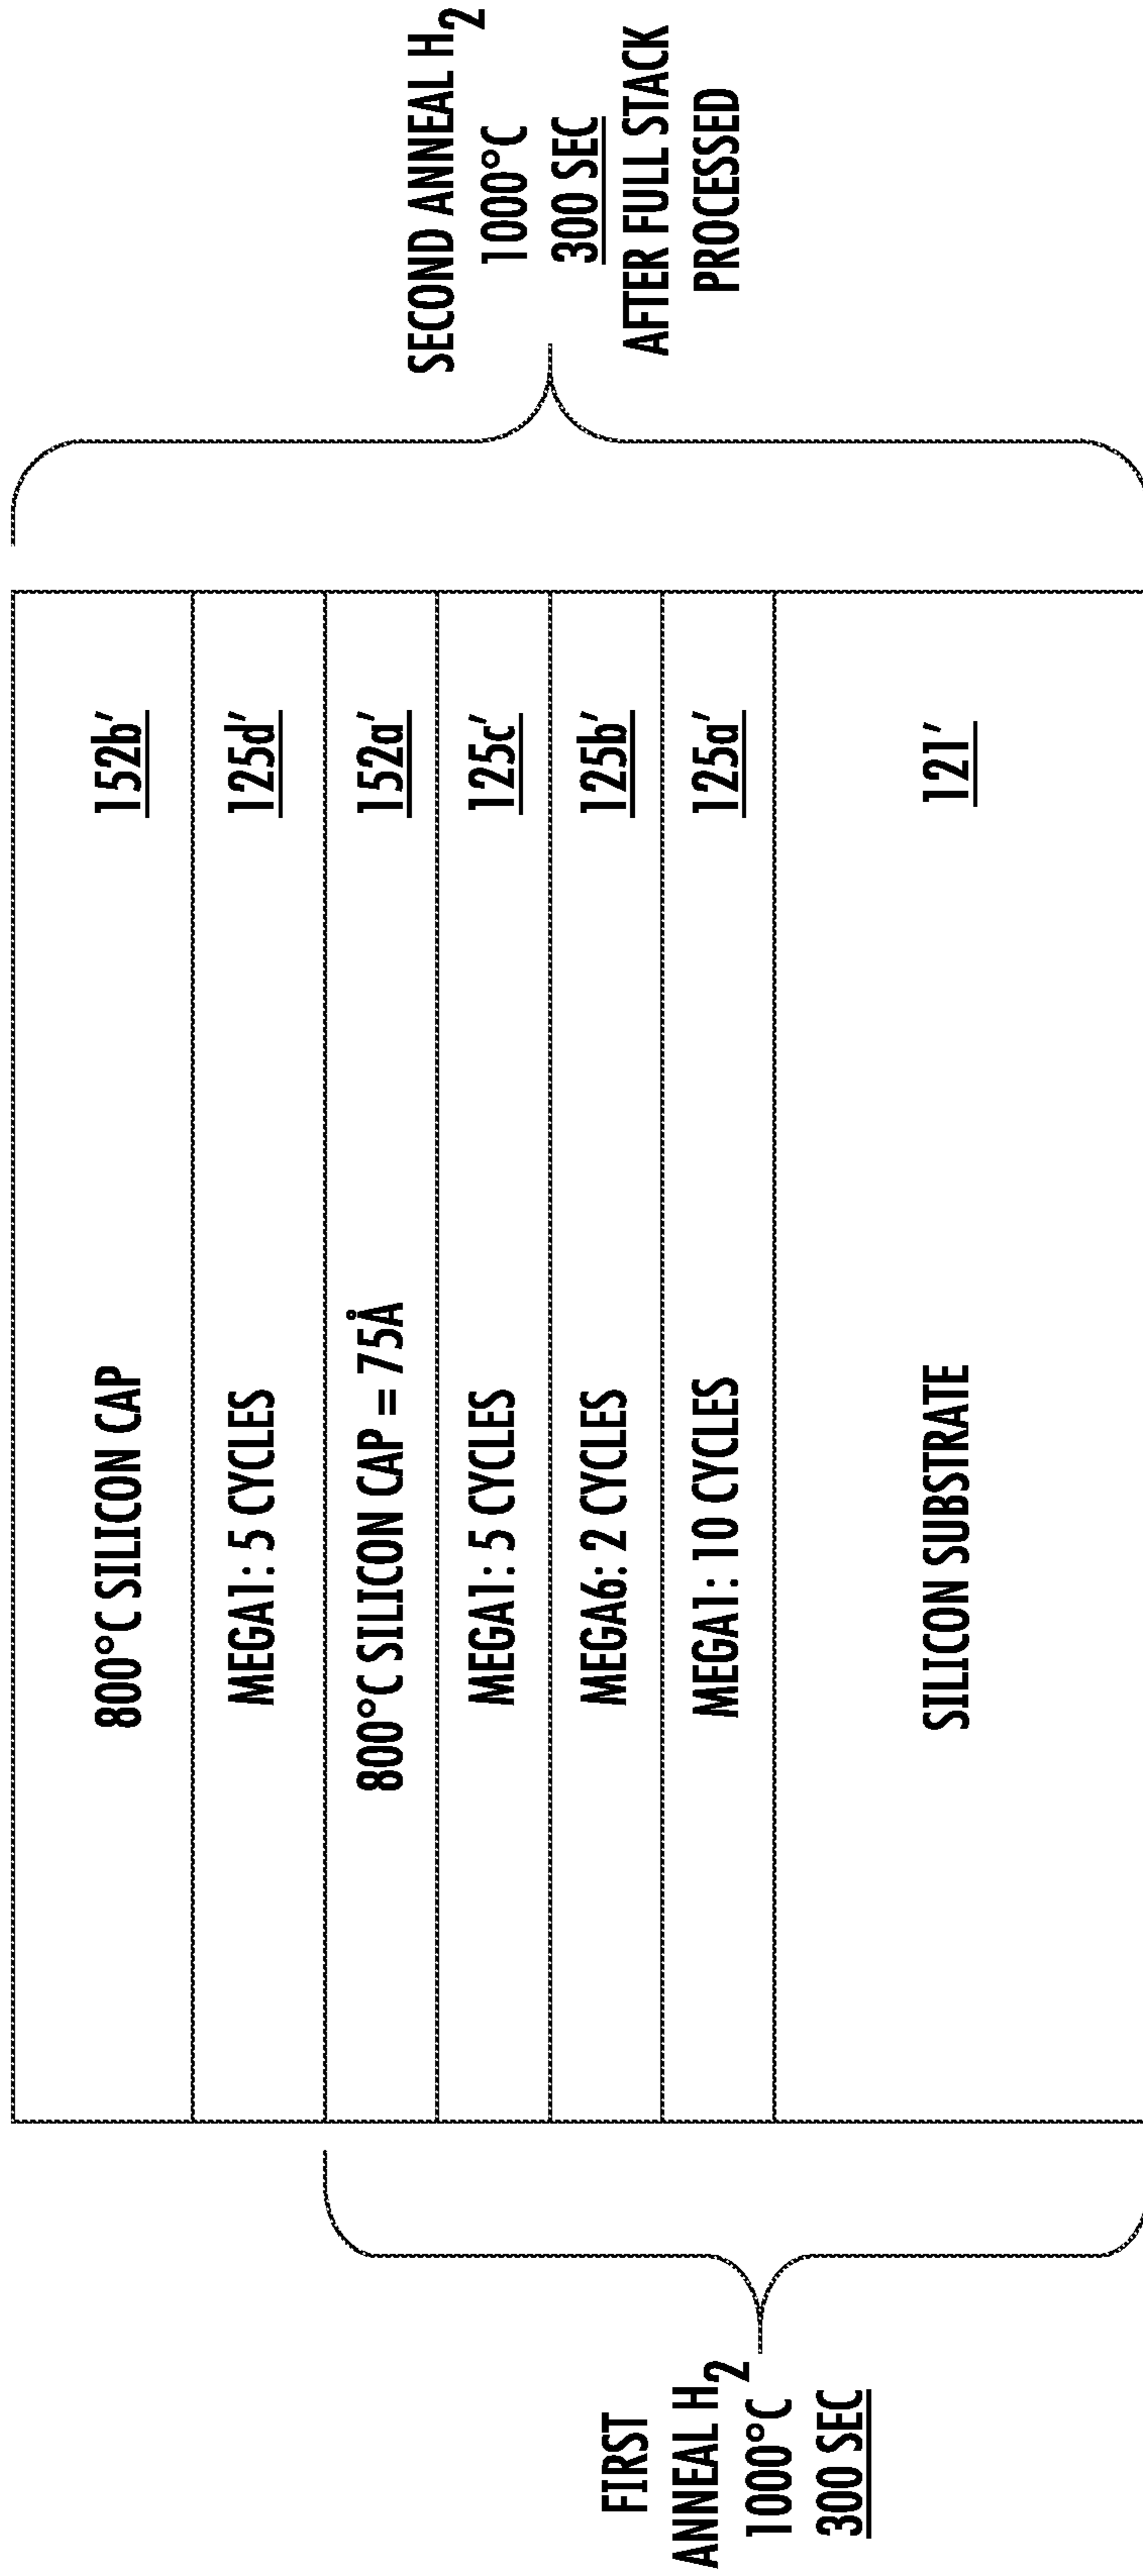 800°C SILICON CAP 152b′
MEGA1: 5 CYCLES 125d′
800°C SILICON CAP = 75Å 152a′
MEGA1: 5 CYCLES 125c′
MEGA6: 2 CYCLES 125b′
MEGA1: 10 CYCLES 125a′
SILICON SUBSTRATE 121′
FIRST
ANNEAL H2
1000°C
300 SEC
SECOND ANNEAL H2
1000°C
300 SEC
AFTER FULL STACK
PROCESSED